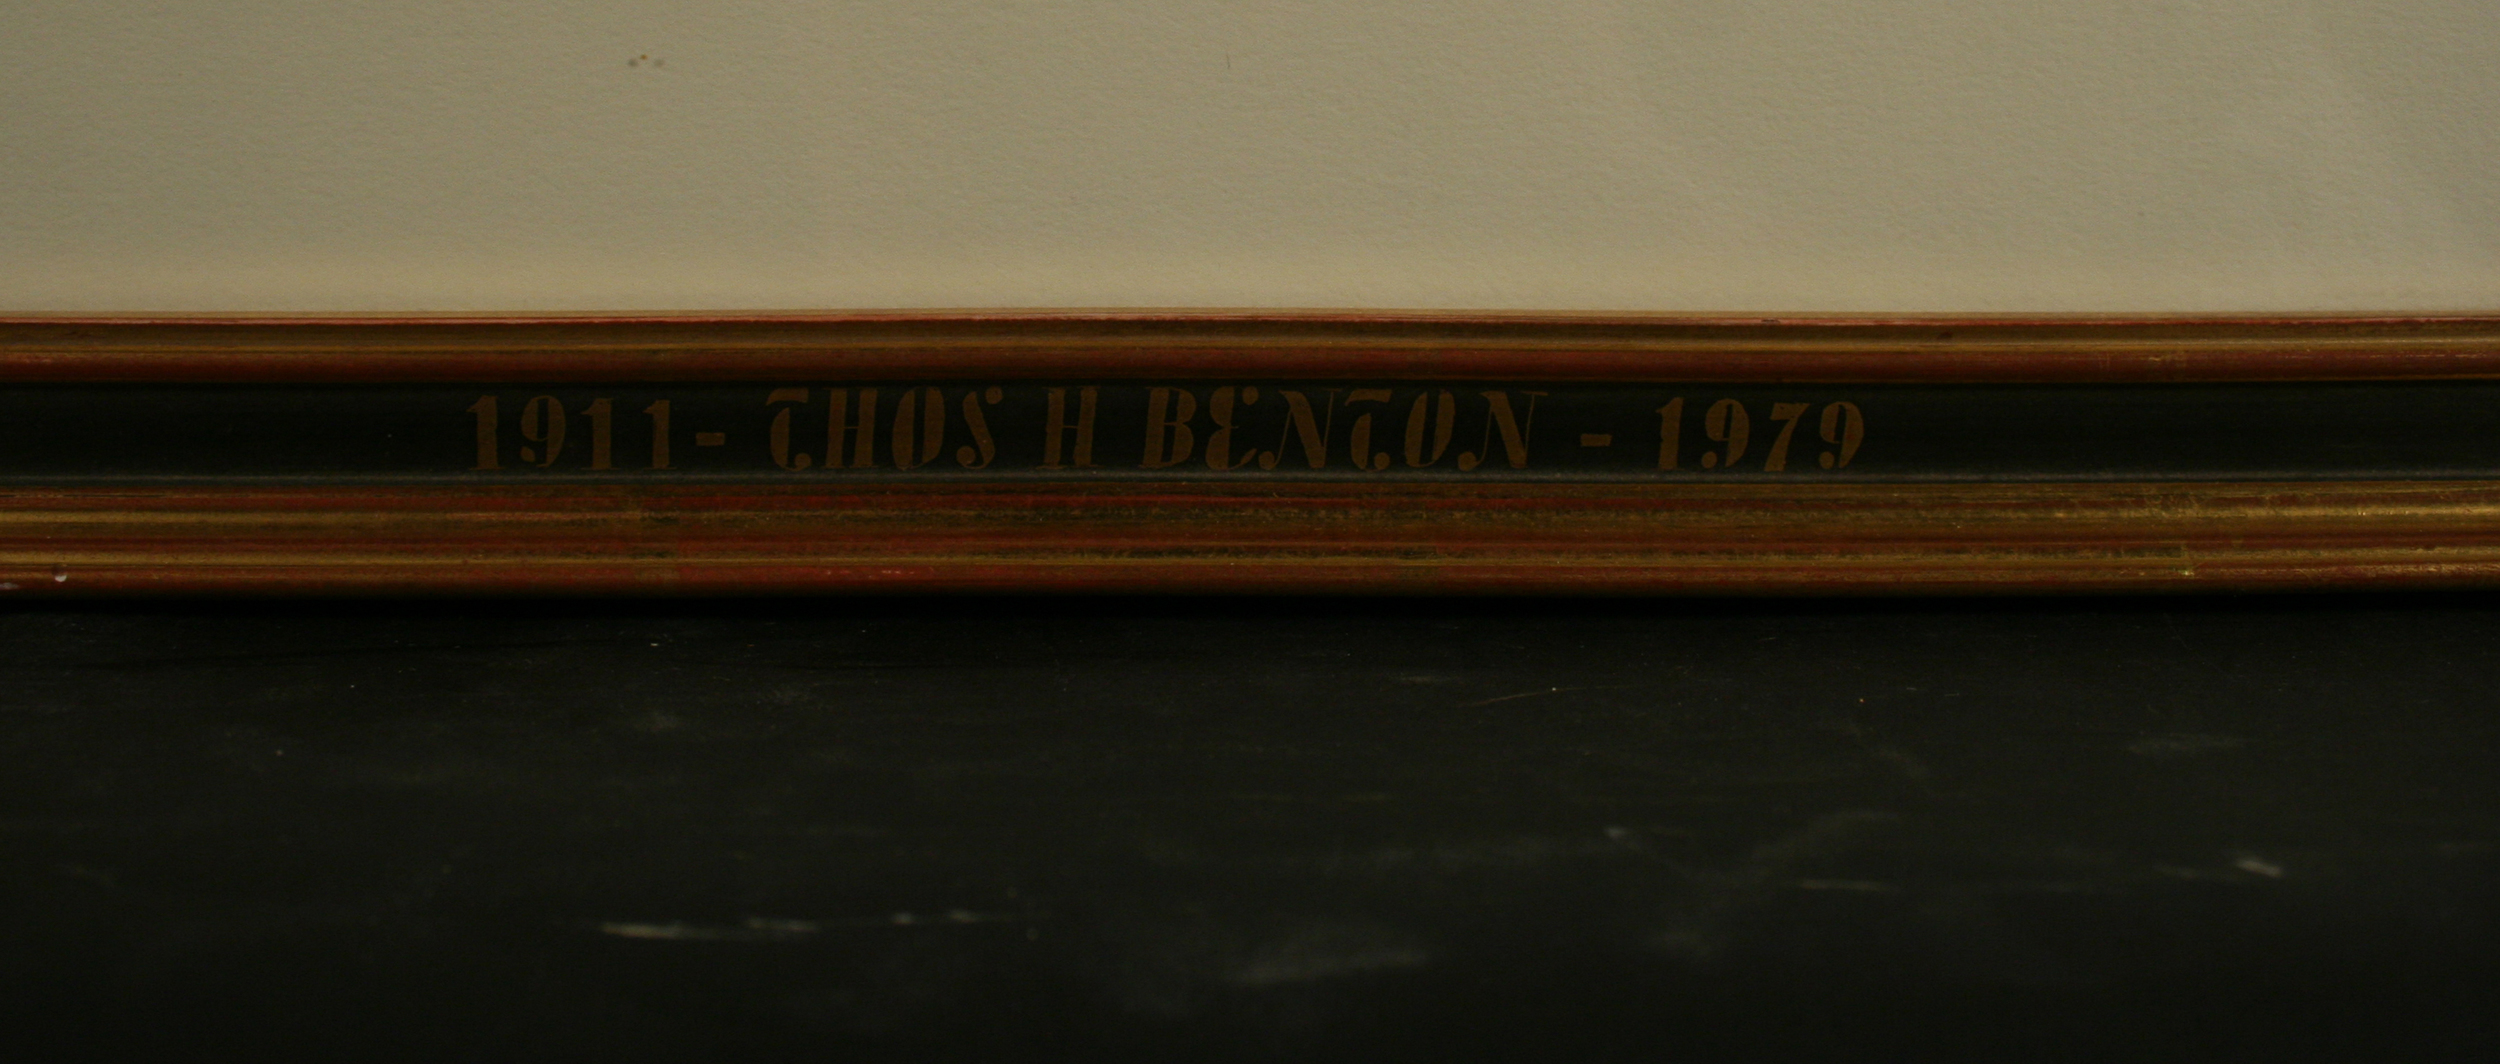 1911- THOS H BENTON - 1979